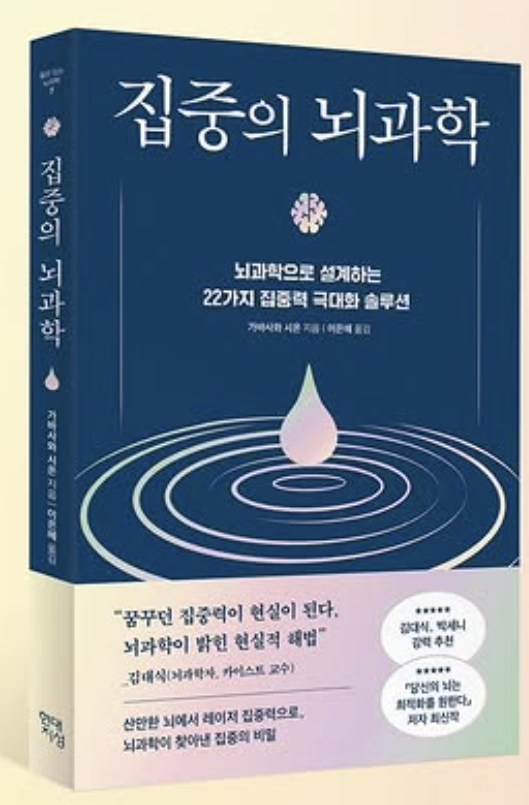 집중의 뇌과학
뇌과학으로 설계하는
22가지 집중력 극대화 솔루션
가바사와 시온 지음 | 이은혜 옮김
"꿈꾸던 집중력이 현실이 된다,
뇌과학이 밝힌 현실적 해법"
_김대식(뇌과학자, 카이스트 교수)
산만한 뇌에서 레이저 집중력으로,
뇌과학이 찾아낸 집중의 비밀
★★★★★
김대식, 박세니
강력 추천
★★★★★
『당신의 뇌는
최적화를 원한다』
저자 최신작
집중의 뇌과학
가바사와 시온 지음 | 이은혜 옮김
현대
지성